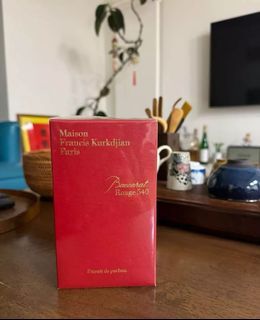 Maison
Francis Kurkdjian
Paris
Baccarat
Rouge 540
Extrait de parfum